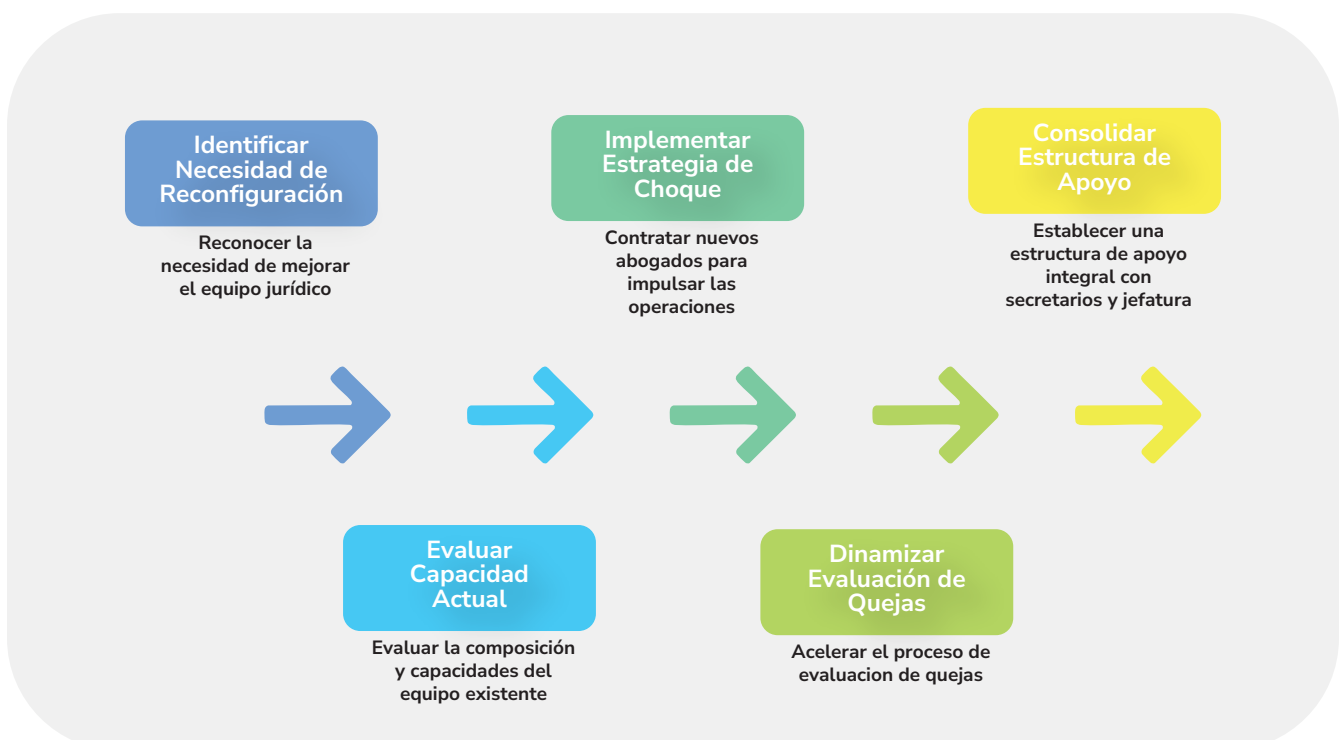 Identificar
Necesidad de
Reconfiguración
Reconocer la
necesidad de mejorar
el equipo jurídico
Implementar
Estrategia de
Choque
Contratar nuevos
abogados para
impulsar las
operaciones
Consolidar
Estructura de
Apoyo
Establecer una
estructura de apoyo
integral con
secretarios y jefatura
Evaluar
Capacidad
Actual
Evaluar la composición
y capacidades del
equipo existente
Dinamizar
Evaluación de
Quejas
Acelerar el proceso de
evaluacion de quejas